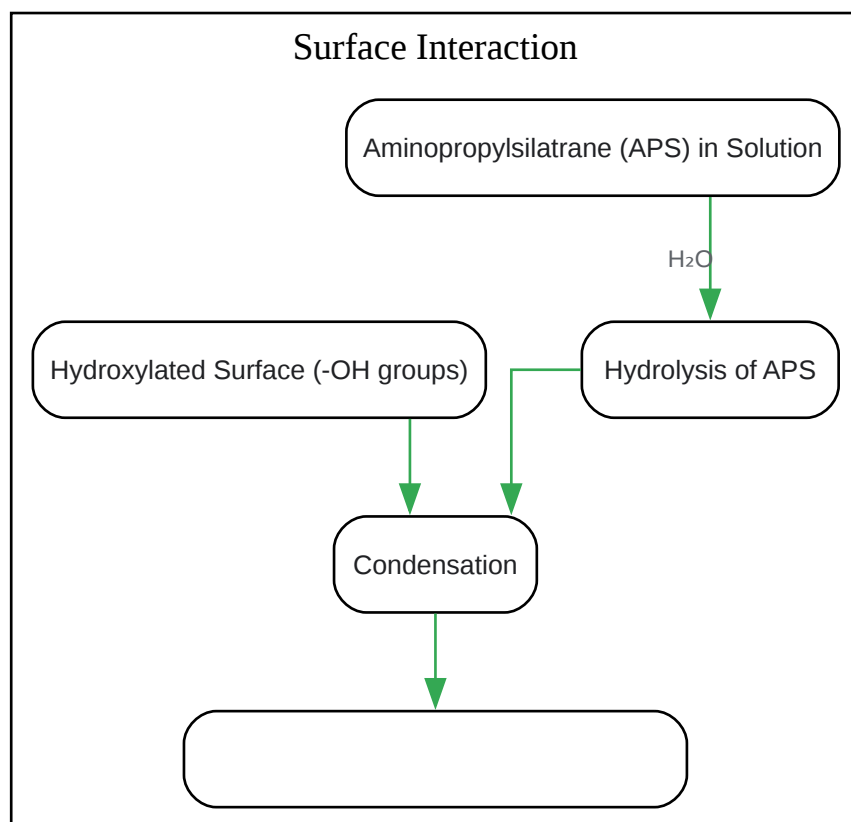 Surface Interaction
Aminopropylsilatrane (APS) in Solution
H₂O
Hydroxylated Surface (-OH groups)
Hydrolysis of APS
Condensation